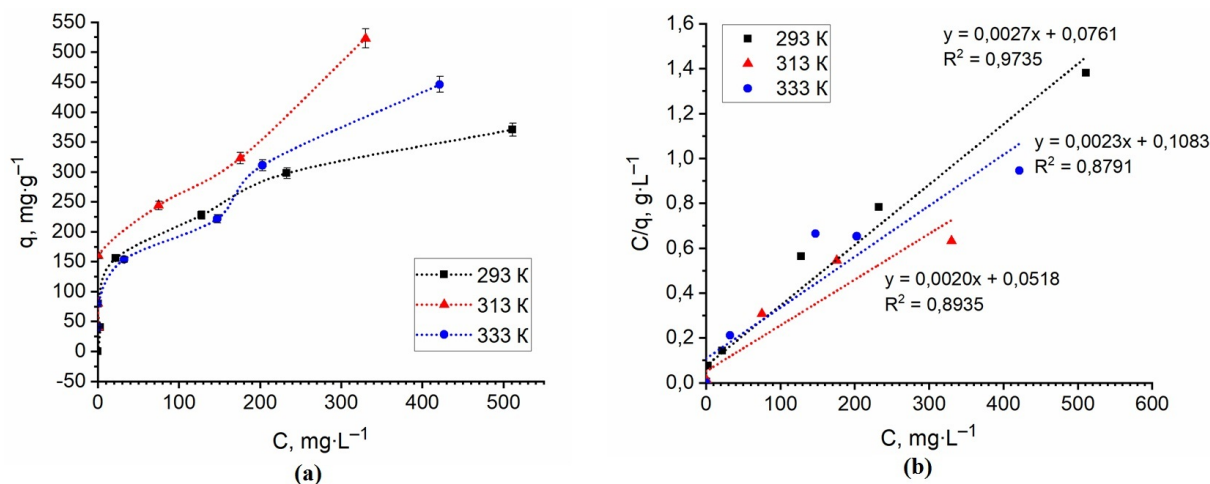 550
500
450
400
350
300
250
200
150
100
50
0
-50
q, mg·g⁻¹
293 K
313 K
333 K
0 100 200 300 400 500
C, mg·L⁻¹
(a)
1,6
1,4
1,2
1,0
0,8
0,6
0,4
0,2
0,0
C/q, g·L⁻¹
293 K
313 K
333 K
y = 0,0027x + 0,0761
R² = 0,9735
y = 0,0023x + 0,1083
R² = 0,8791
y = 0,0020x + 0,0518
R² = 0,8935
0 100 200 300 400 500 600
C, mg·L⁻¹
(b)